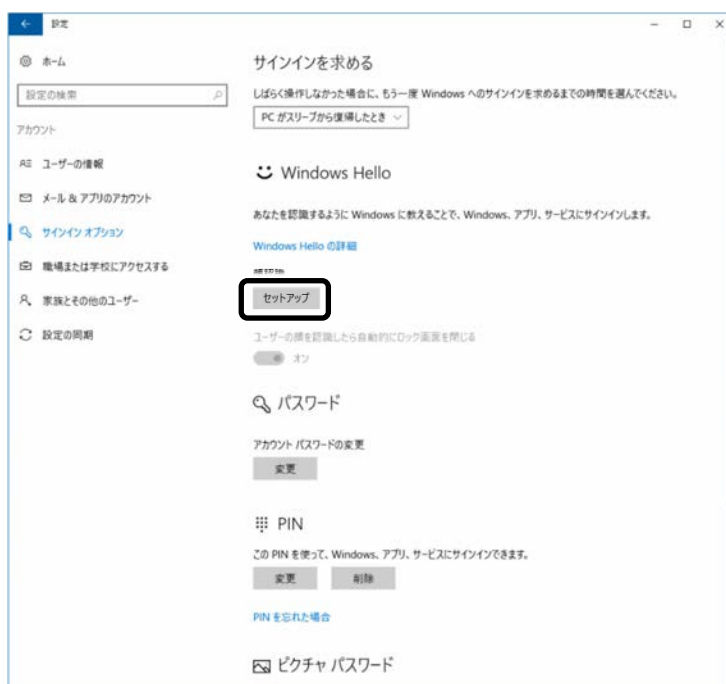 設定
ホーム
設定の検索
アカウント
ユーザーの情報
メール & アプリのアカウント
サインイン オプション
職場または学校にアクセスする
家族とその他のユーザー
設定の同期
サインインを求める
しばらく操作しなかった場合に、もう一度 Windows へのサインインを求めるまでの時間を選んでください。
PC がスリープから復帰したとき
Windows Hello
あなたを認識するように Windows に教えることで、Windows、アプリ、サービスにサインインします。
Windows Hello の詳細
顔認識
セットアップ
ユーザーの顔を認識したら自動的にロック画面を閉じる
オン
パスワード
アカウント パスワードの変更
変更
PIN
この PIN を使って、Windows、アプリ、サービスにサインインできます。
変更 削除
PIN を忘れた場合
ピクチャ パスワード